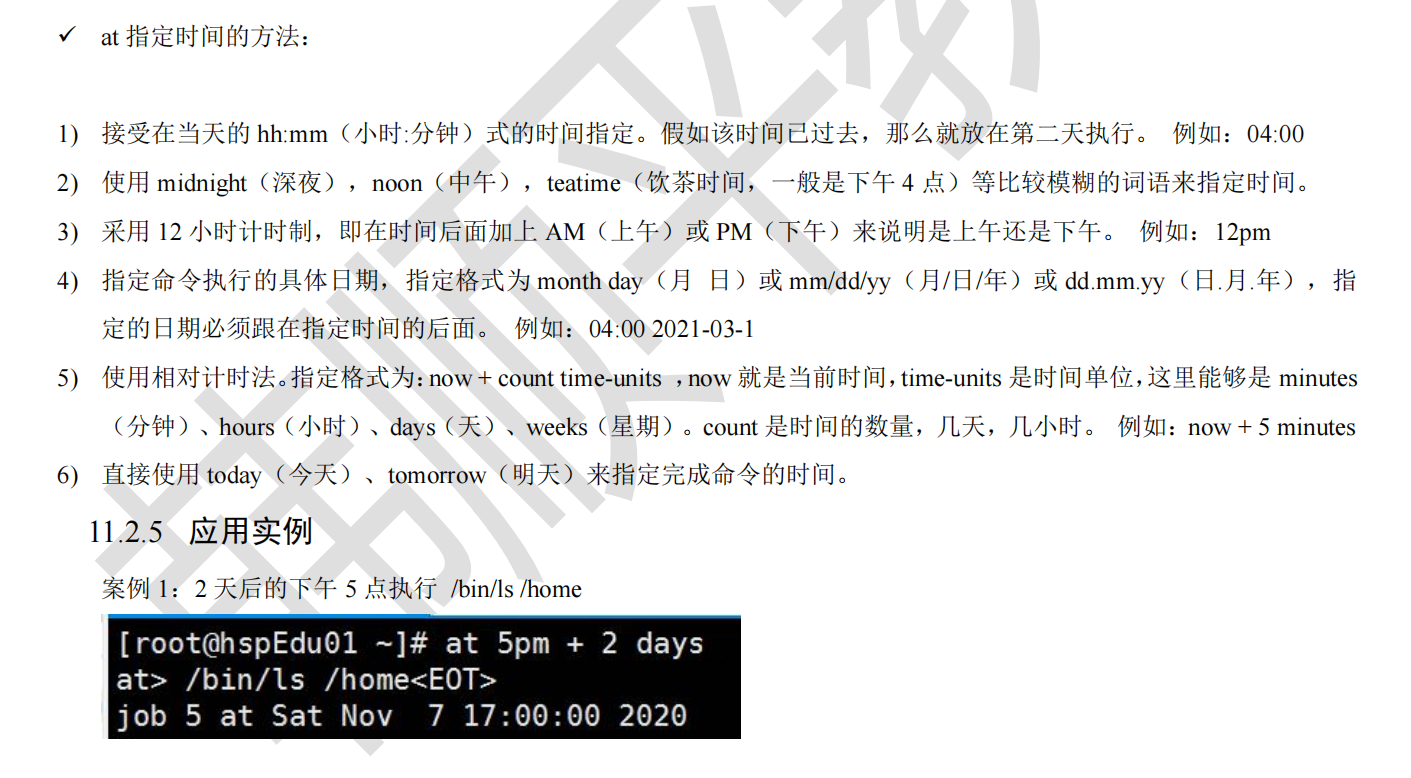 ✓ at 指定时间的方法：
1) 接受在当天的 hh:mm（小时:分钟）式的时间指定。假如该时间已过去，那么就放在第二天执行。 例如：04:00
2) 使用 midnight（深夜），noon（中午），teatime（饮茶时间，一般是下午 4 点）等比较模糊的词语来指定时间。
3) 采用 12 小时计时制，即在时间后面加上 AM（上午）或 PM（下午）来说明是上午还是下午。 例如：12pm
4) 指定命令执行的具体日期，指定格式为 month day（月 日）或 mm/dd/yy（月/日/年）或 dd.mm.yy（日.月.年），指
定的日期必须跟在指定时间的后面。 例如：04:00 2021-03-1
5) 使用相对计时法。指定格式为：now + count time-units ，now 就是当前时间，time-units 是时间单位，这里能够是 minutes
（分钟）、hours（小时）、days（天）、weeks（星期）。count 是时间的数量，几天，几小时。 例如：now + 5 minutes
6) 直接使用 today（今天）、tomorrow（明天）来指定完成命令的时间。
11.2.5 应用实例
案例 1：2 天后的下午 5 点执行 /bin/ls /home
[root@hspEdu01 ~]# at 5pm + 2 days
at> /bin/ls /home<EOT>
job 5 at Sat Nov  7 17:00:00 2020
韩顺平教